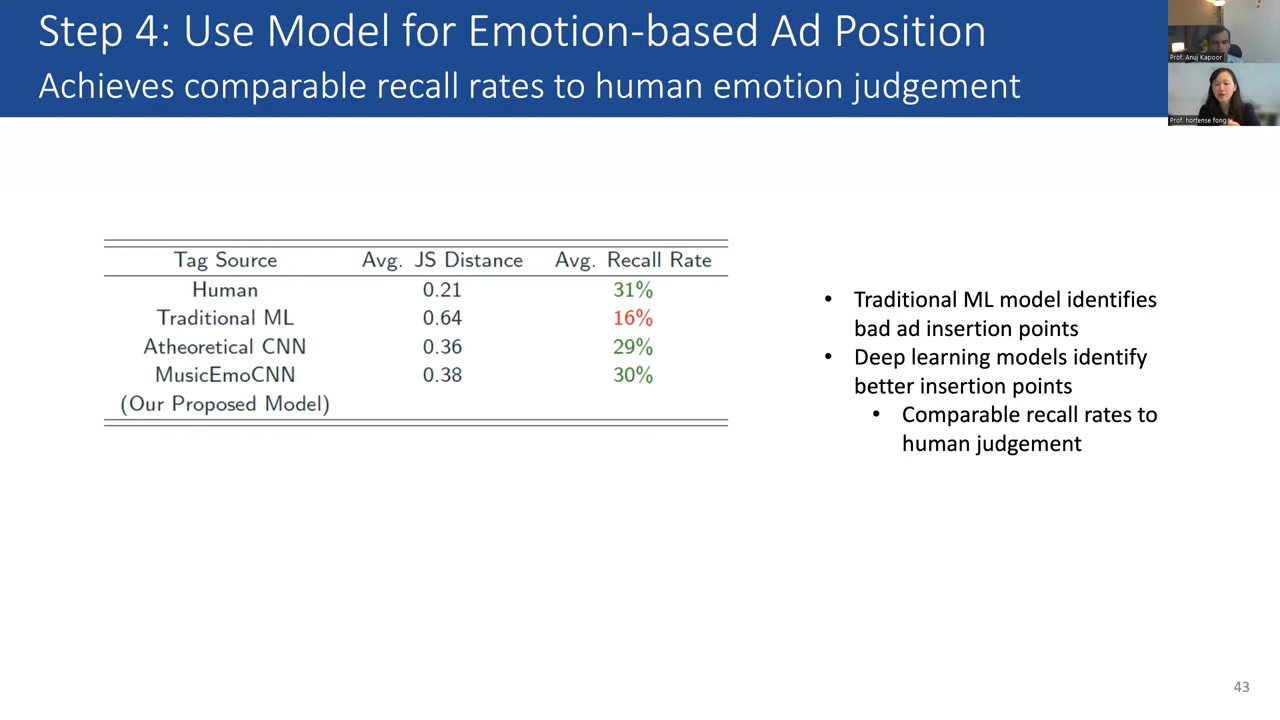 Step 4: Use Model for Emotion-based Ad Position
Achieves comparable recall rates to human emotion judgement
Prof. Anuj Kapoor
Prof. hortense fong
Tag Source Avg. JS Distance Avg. Recall Rate
Human 0.21 31%
Traditional ML 0.64 16%
Atheoretical CNN 0.36 29%
MusicEmoCNN 0.38 30%
(Our Proposed Model)
• Traditional ML model identifies
bad ad insertion points
• Deep learning models identify
better insertion points
• Comparable recall rates to
human judgement
43